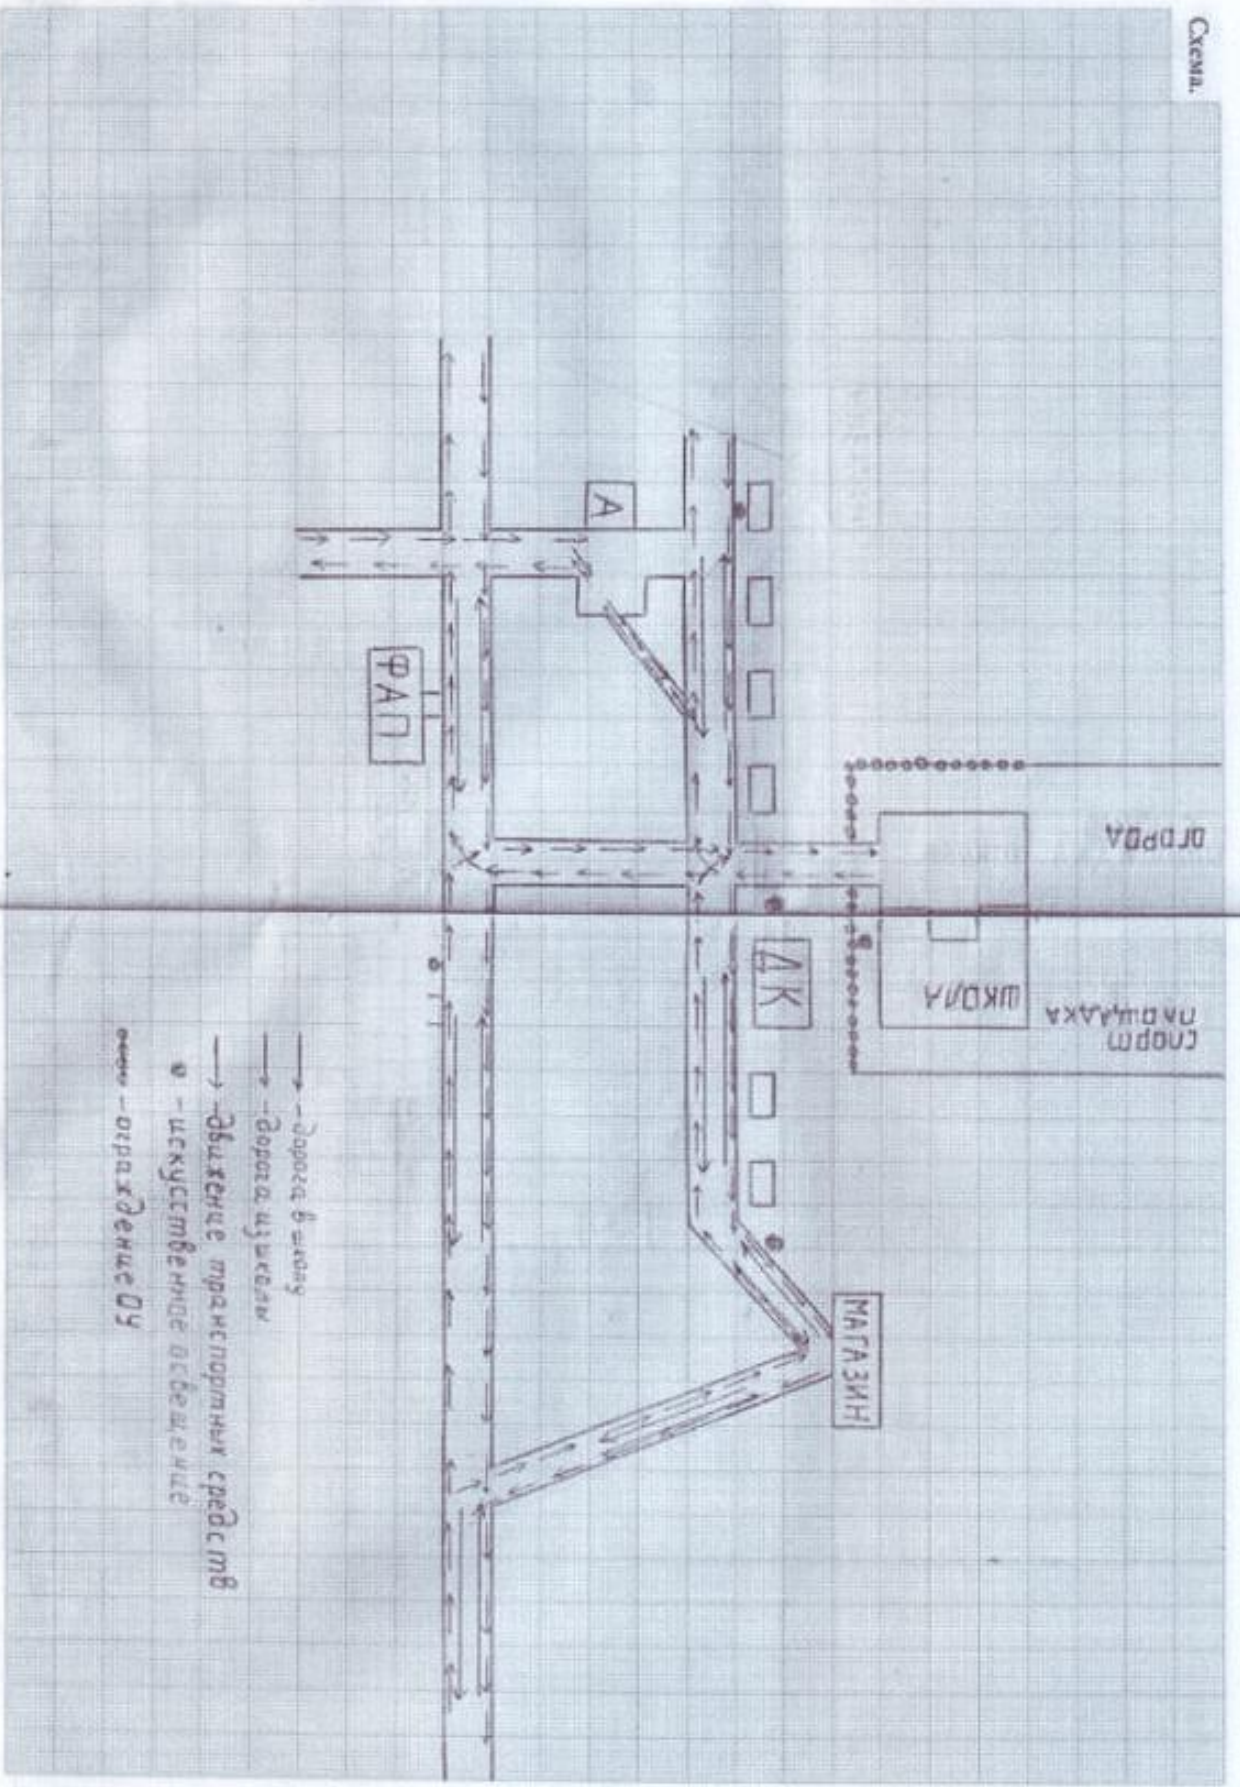 Схема.
ОГОРОД
СПОРТ
ПЛОЩАДКА
ШКОЛА
А
ДК
МАГАЗИН
ФАП
- дорога в школу
- дорога из школы
- движение транспортных средств
- искусственное освещение
- ограждение ОУ